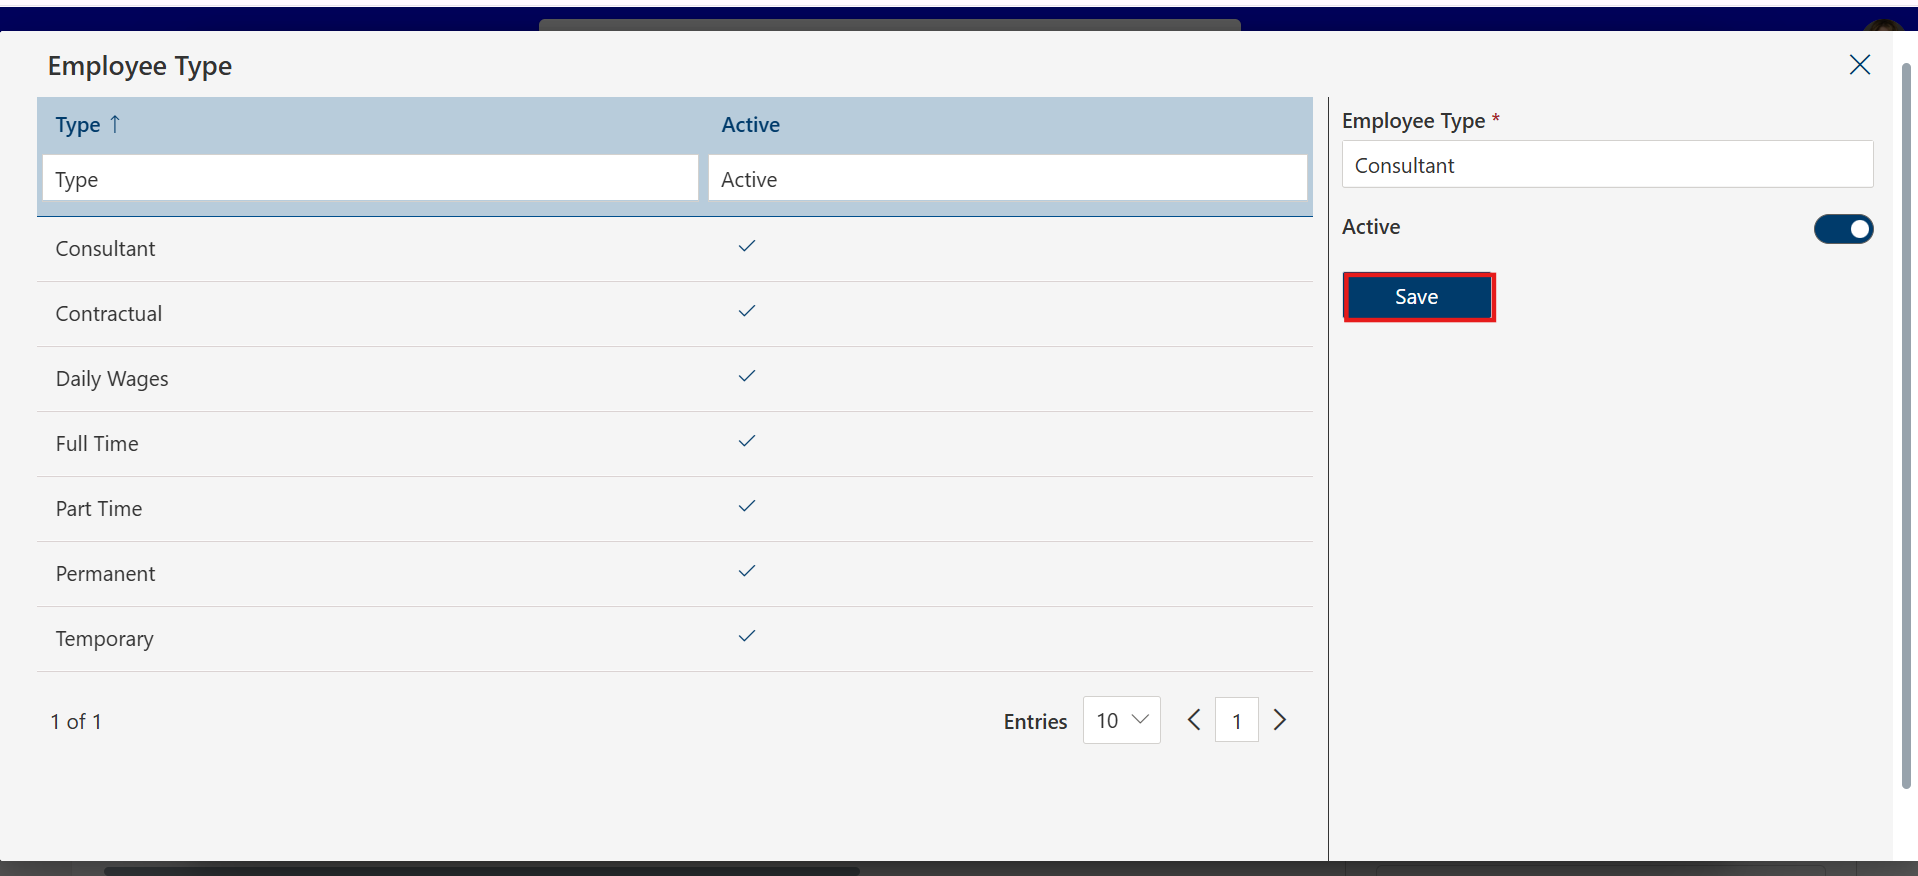 Employee Type
Type ↑ Active
Type Active
Consultant
Contractual
Daily Wages
Full Time
Part Time
Permanent
Temporary
1 of 1 Entries 10 1
Employee Type *
Consultant
Active
Save